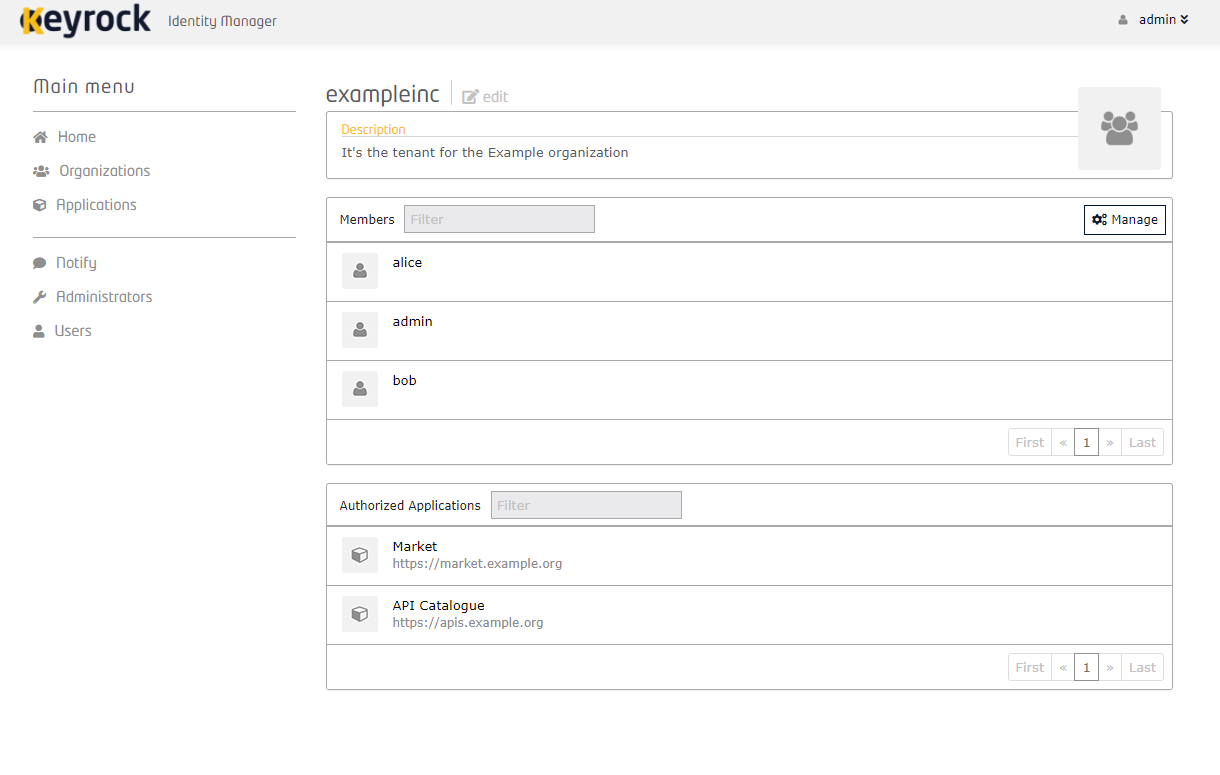 Keyrock Identity Manager
admin
Main menu
Home
Organizations
Applications
Notify
Administrators
Users
exampleinc edit
Description
It's the tenant for the Example organization
Members Filter Manage
alice
admin
bob
First « 1 » Last
Authorized Applications Filter
Market
https://market.example.org
API Catalogue
https://apis.example.org
First « 1 » Last